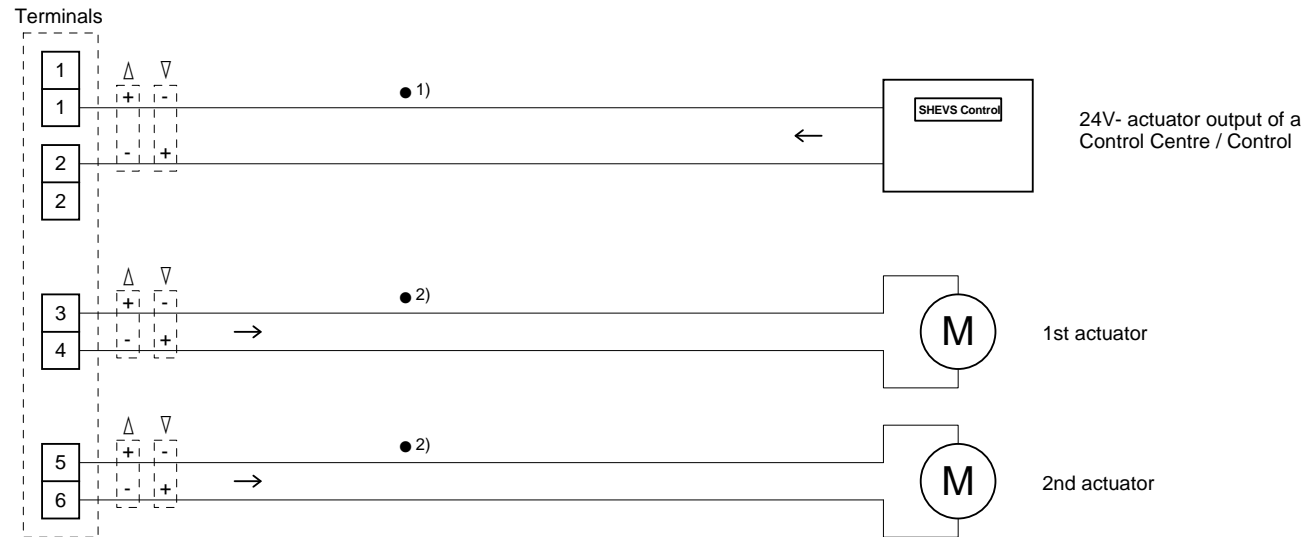 Terminals
1
1
+ -
● 1)
SHEVS Control
24V- actuator output of a
Control Centre / Control
- +
2
2
+ -
● 2)
3
- +
4
M
1st actuator
+ -
● 2)
5
- +
6
M
2nd actuator